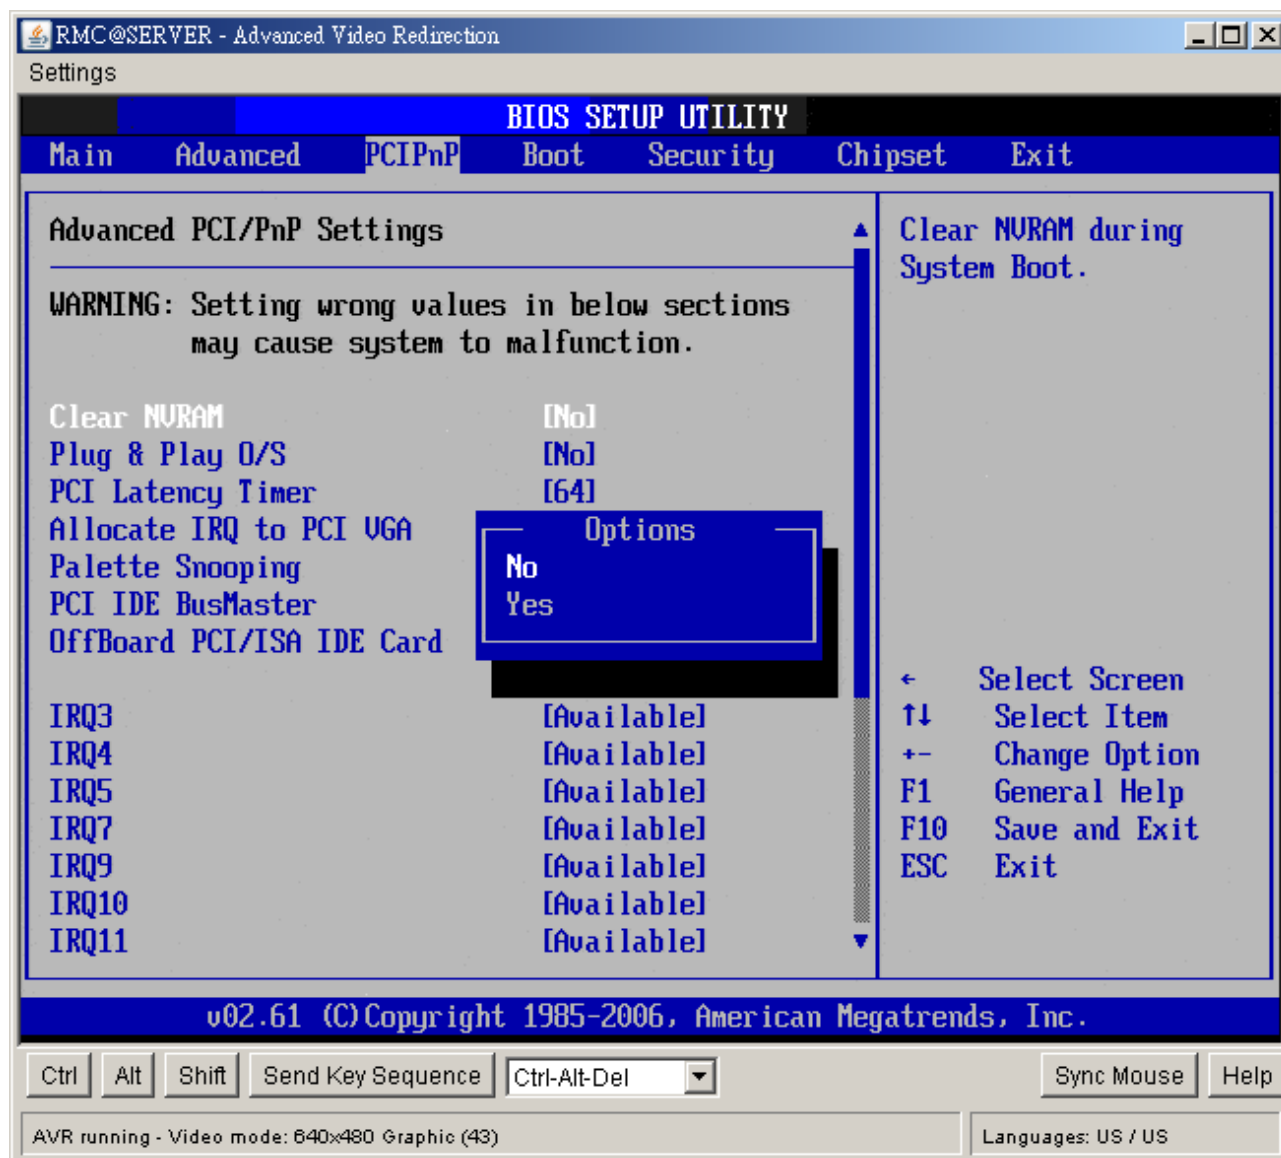 RMC@SERVER - Advanced Video Redirection
Settings
BIOS SETUP UTILITY
Main Advanced PCIPnP Boot Security Chipset Exit
Advanced PCI/PnP Settings
WARNING: Setting wrong values in below sections
may cause system to malfunction.
Clear NVRAM [No]
Plug & Play O/S [No]
PCI Latency Timer [64]
Allocate IRQ to PCI VGA
Palette Snooping
PCI IDE BusMaster
OffBoard PCI/ISA IDE Card
Options
No
Yes
IRQ3 [Available]
IRQ4 [Available]
IRQ5 [Available]
IRQ7 [Available]
IRQ9 [Available]
IRQ10 [Available]
IRQ11 [Available]
Clear NVRAM during
System Boot.
← Select Screen
↑↓ Select Item
+- Change Option
F1 General Help
F10 Save and Exit
ESC Exit
v02.61 (C)Copyright 1985-2006, American Megatrends, Inc.
Ctrl Alt Shift Send Key Sequence Ctrl-Alt-Del Sync Mouse Help
AVR running - Video mode: 640x480 Graphic (43) Languages: US / US